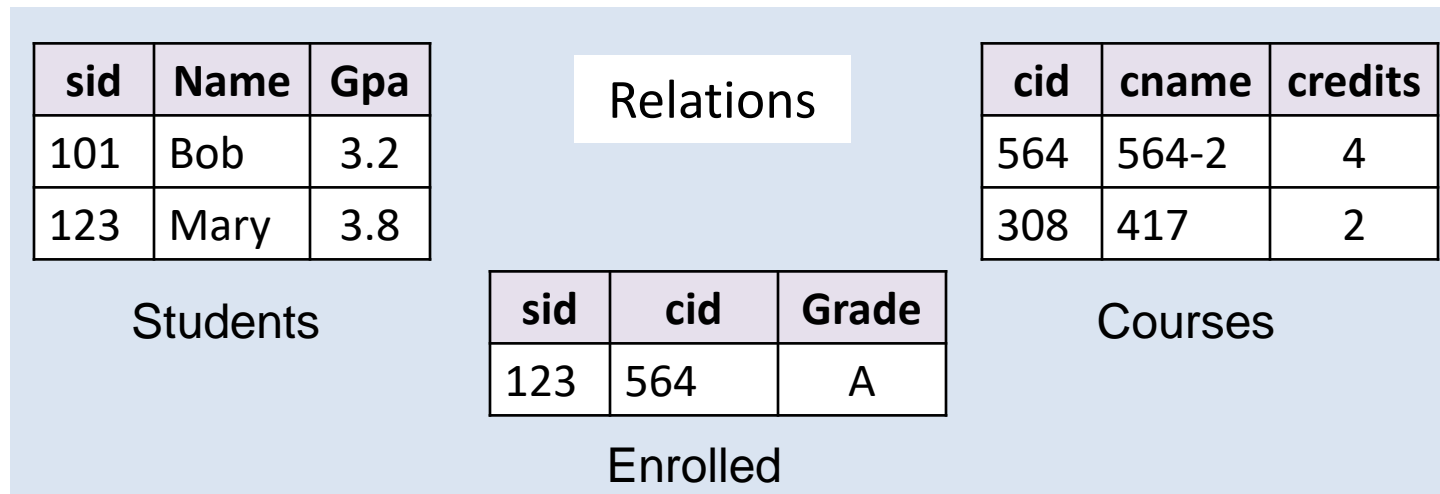 Relations
sid Name Gpa
101 Bob 3.2
123 Mary 3.8
Students
cid cname credits
564 564-2 4
308 417 2
Courses
sid cid Grade
123 564 A
Enrolled